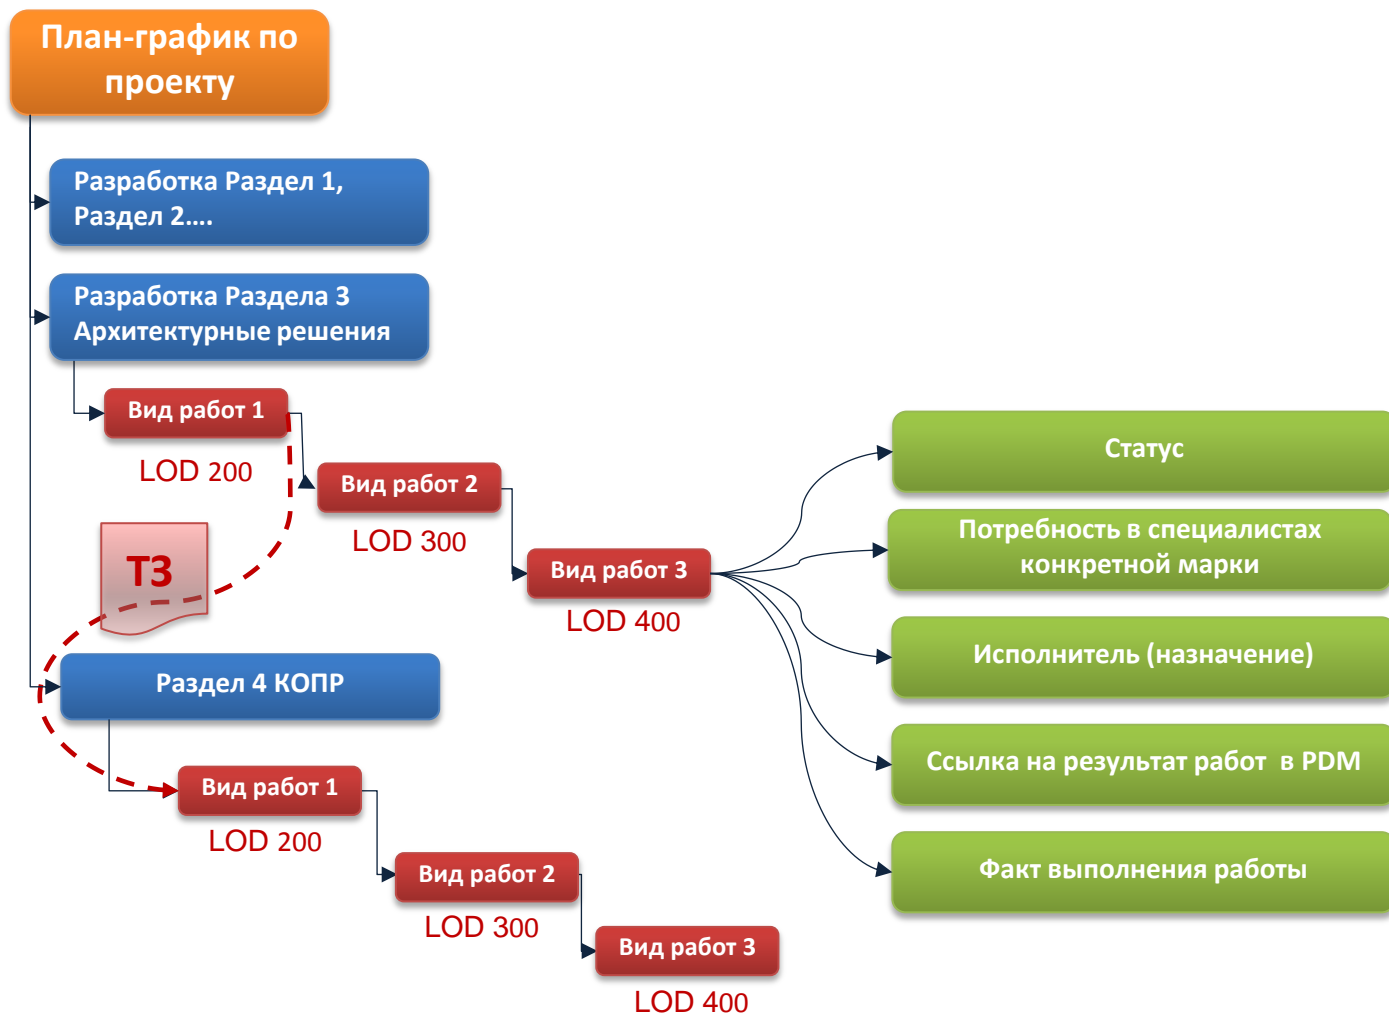 План-график по
проекту
Разработка Раздел 1,
Раздел 2....
Разработка Раздела 3
Архитектурные решения
Вид работ 1
LOD 200
Вид работ 2
LOD 300
Вид работ 3
LOD 400
ТЗ
Раздел 4 КОПР
Вид работ 1
LOD 200
Вид работ 2
LOD 300
Вид работ 3
LOD 400
Статус
Потребность в специалистах
конкретной марки
Исполнитель (назначение)
Ссылка на результат работ в PDM
Факт выполнения работы